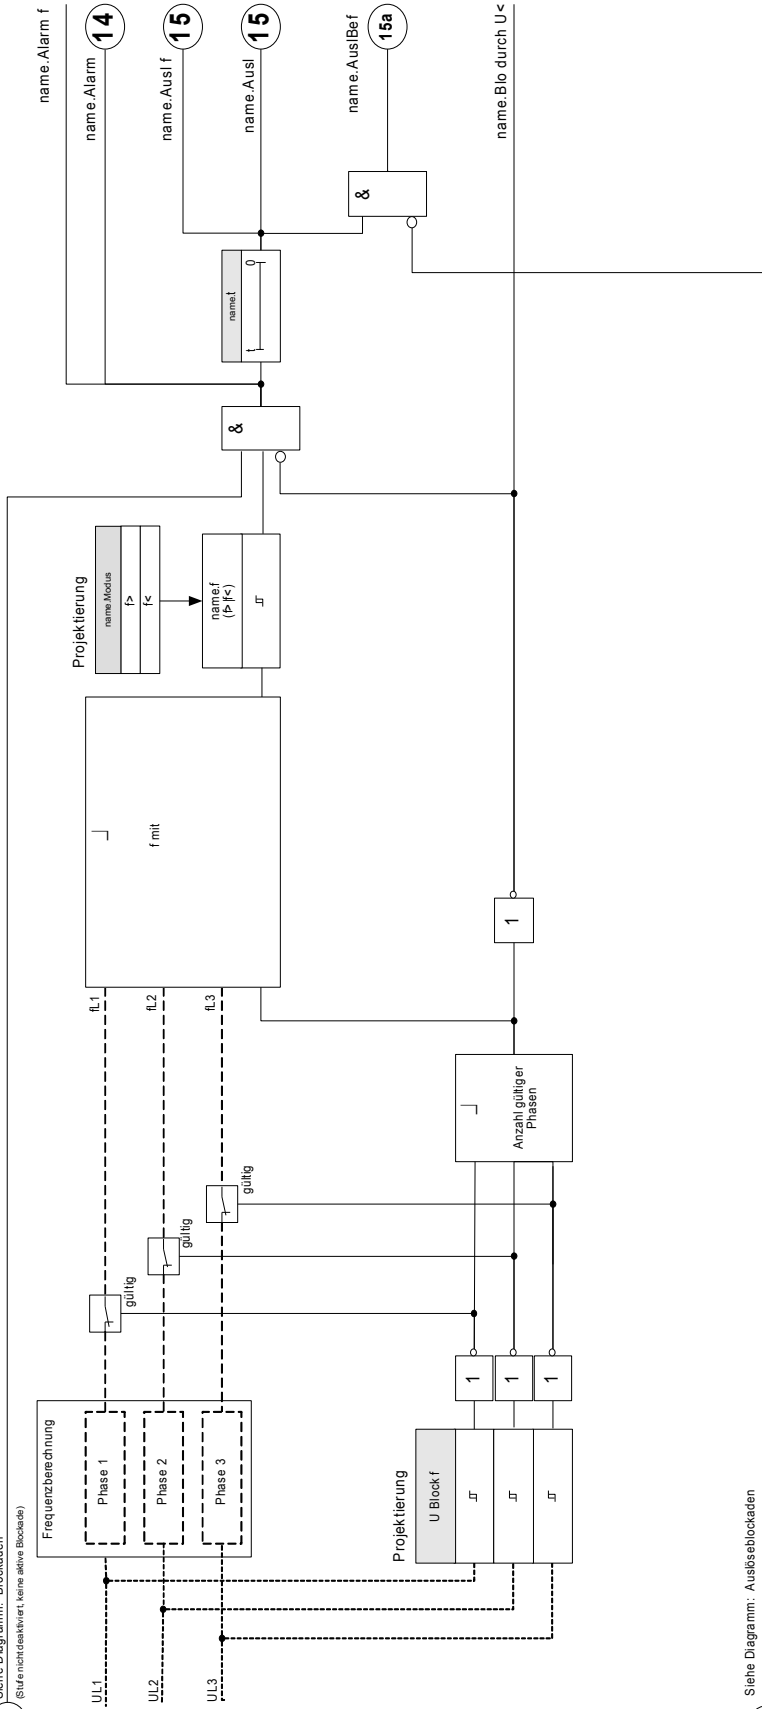 Siehe Diagramm: Blockaden
(Stufe nicht deaktiviert, keine aktive Blockade)
UL1
UL2
UL3
Frequenzberechnung
Phase 1
Phase 2
Phase 3
gültig
gültig
gültig
fL1
fL2
fL3
f mit
Projektierung
name.Modus
f>
f<
name.f
(f>|f<)
&
name.t
t
0
&
name.Alarm f
name.Alarm
14
name.Ausl f
15
name.Ausl
15
name.AuslBef
15a
name.Blo durch U<
Projektierung
U Block f
1
1
1
Anzahl gültiger
Phasen
1
Siehe Diagramm: Auslöseblockaden